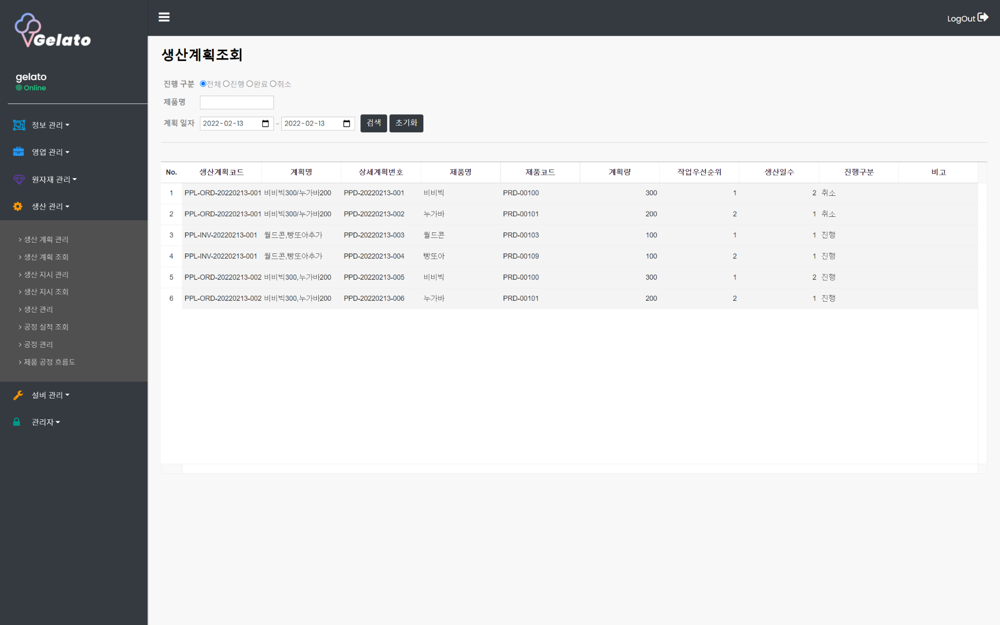 Gelato
LogOut
gelato
Online
정보 관리
영업 관리
원자재 관리
생산 관리
> 생산 계획 관리
> 생산 계획 조회
> 생산 지시 관리
> 생산 지시 조회
> 생산 관리
> 공정 실적 조회
> 공정 관리
> 제품 공정 흐름도
설비 관리
관리자
생산계획조회
진행 구분 전체 진행 완료 취소
제품명
계획 일자 2022-02-13 ~ 2022-02-13 검색 초기화
No. 생산계획코드 계획명 상세계획번호 제품명 제품코드 계획량 작업우선순위 생산일수 진행구분 비고
1 PPL-ORD-20220213-001 비비빅300/누가바200 PPD-20220213-001 비비빅 PRD-00100 300 1 2 취소
2 PPL-ORD-20220213-001 비비빅300/누가바200 PPD-20220213-002 누가바 PRD-00101 200 2 1 취소
3 PPL-INV-20220213-001 월드콘,빵또아추가 PPD-20220213-003 월드콘 PRD-00103 100 1 1 진행
4 PPL-INV-20220213-001 월드콘,빵또아추가 PPD-20220213-004 빵또아 PRD-00109 100 2 1 진행
5 PPL-ORD-20220213-002 비비빅300,누가바200 PPD-20220213-005 비비빅 PRD-00100 300 1 2 진행
6 PPL-ORD-20220213-002 비비빅300,누가바200 PPD-20220213-006 누가바 PRD-00101 200 2 1 진행